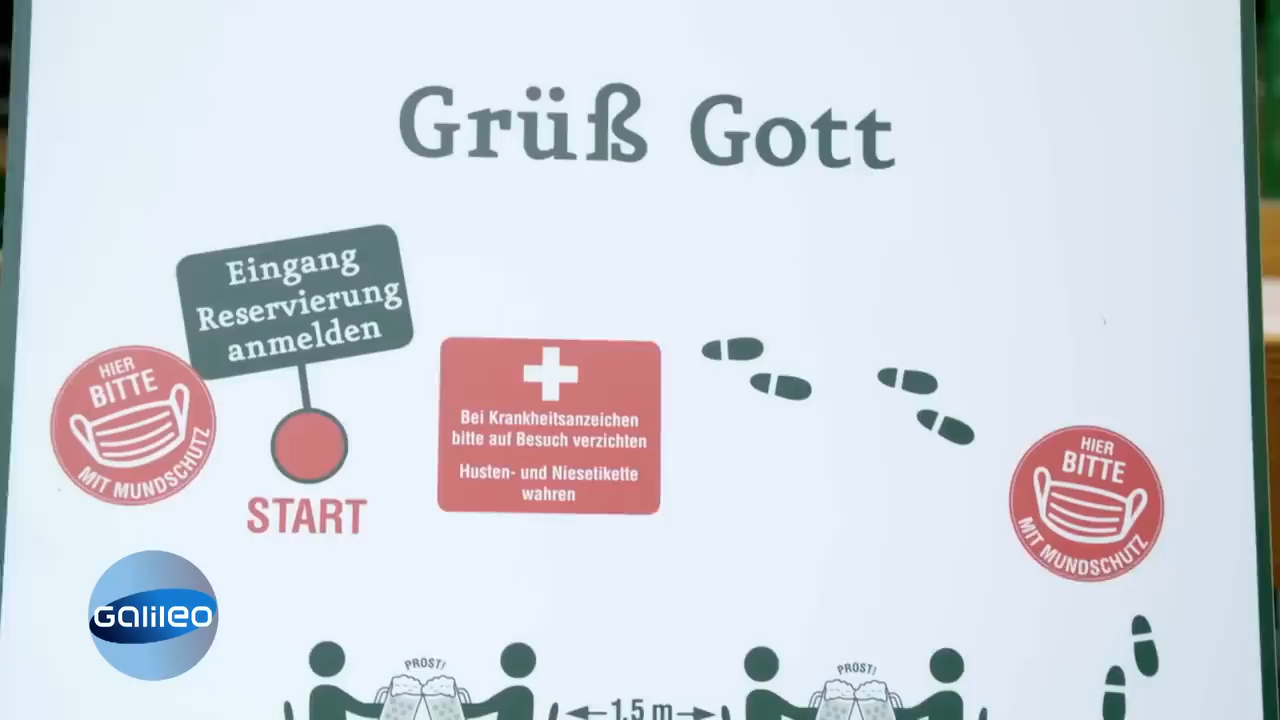 Grüß Gott
Eingang
Reservierung
anmelden
HIER
BITTE
MIT MUNDSCHUTZ
START
Bei Krankheitsanzeichen
bitte auf Besuch verzichten
Husten- und Niesetikette
wahren
HIER
BITTE
MIT MUNDSCHUTZ
Galileo
PROST!
1,5 m
PROST!